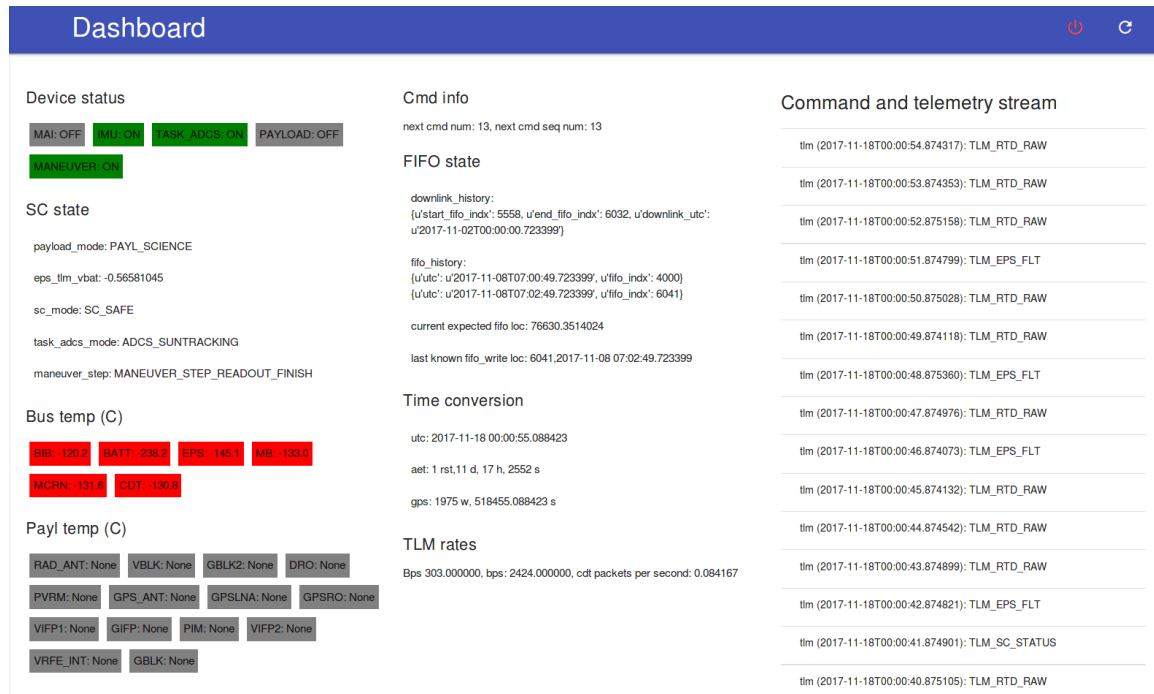 Dashboard
Device status
MAI: OFF
IMU: ON
TASK_ADCS: ON
PAYLOAD: OFF
MANEUVER: ON
SC state
payload_mode: PAYL_SCIENCE
eps_tlm_vbat: -0.56581045
sc_mode: SC_SAFE
task_adcs_mode: ADCS_SUNTRACKING
maneuver_step: MANEUVER_STEP_READOUT_FINISH
Bus temp (C)
BIB: -120.2
BATT: -238.2
EPS: -145.1
MB: -133.0
MCRN: -131.6
CDT: -130.8
Payl temp (C)
RAD_ANT: None
VBLK: None
GBLK2: None
DRO: None
PVRM: None
GPS_ANT: None
GPSLNA: None
GPSRO: None
VIFP1: None
GIFP: None
PIM: None
VIFP2: None
VRFE_INT: None
GBLK: None
Cmd info
next cmd num: 13, next cmd seq num: 13
FIFO state
downlink_history:
{u'start_fifo_indx': 5558, u'end_fifo_indx': 6032, u'downlink_utc':
u'2017-11-02T00:00:00.723399'}
fifo_history:
{u'utc': u'2017-11-08T07:00:49.723399', u'fifo_indx': 4000}
{u'utc': u'2017-11-08T07:02:49.723399', u'fifo_indx': 6041}
current expected fifo loc: 76630.3514024
last known fifo_write loc: 6041,2017-11-08 07:02:49.723399
Time conversion
utc: 2017-11-18 00:00:55.088423
aet: 1 rst,11 d, 17 h, 2552 s
gps: 1975 w, 518455.088423 s
TLM rates
Bps 303.000000, bps: 2424.000000, cdt packets per second: 0.084167
Command and telemetry stream
tlm (2017-11-18T00:00:54.874317): TLM_RTD_RAW
tlm (2017-11-18T00:00:53.874353): TLM_RTD_RAW
tlm (2017-11-18T00:00:52.875158): TLM_RTD_RAW
tlm (2017-11-18T00:00:51.874799): TLM_EPS_FLT
tlm (2017-11-18T00:00:50.875028): TLM_RTD_RAW
tlm (2017-11-18T00:00:49.874118): TLM_RTD_RAW
tlm (2017-11-18T00:00:48.875360): TLM_EPS_FLT
tlm (2017-11-18T00:00:47.874976): TLM_RTD_RAW
tlm (2017-11-18T00:00:46.874073): TLM_EPS_FLT
tlm (2017-11-18T00:00:45.874132): TLM_RTD_RAW
tlm (2017-11-18T00:00:44.874542): TLM_RTD_RAW
tlm (2017-11-18T00:00:43.874899): TLM_RTD_RAW
tlm (2017-11-18T00:00:42.874821): TLM_EPS_FLT
tlm (2017-11-18T00:00:41.874901): TLM_SC_STATUS
tlm (2017-11-18T00:00:40.875105): TLM_RTD_RAW